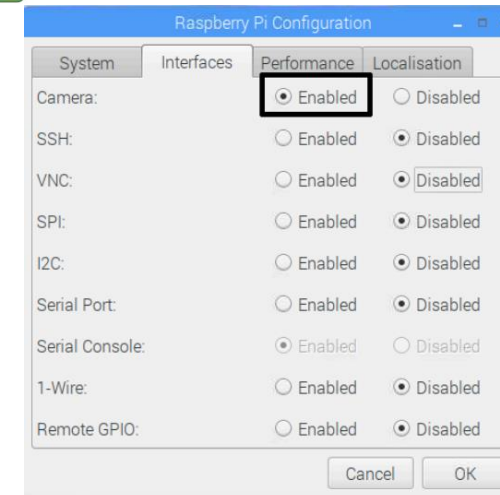 Raspberry Pi Configuration
System Interfaces Performance Localisation
Camera: Enabled Disabled
SSH: Enabled Disabled
VNC: Enabled Disabled
SPI: Enabled Disabled
I2C: Enabled Disabled
Serial Port: Enabled Disabled
Serial Console: Enabled Disabled
1-Wire: Enabled Disabled
Remote GPIO: Enabled Disabled
Cancel OK